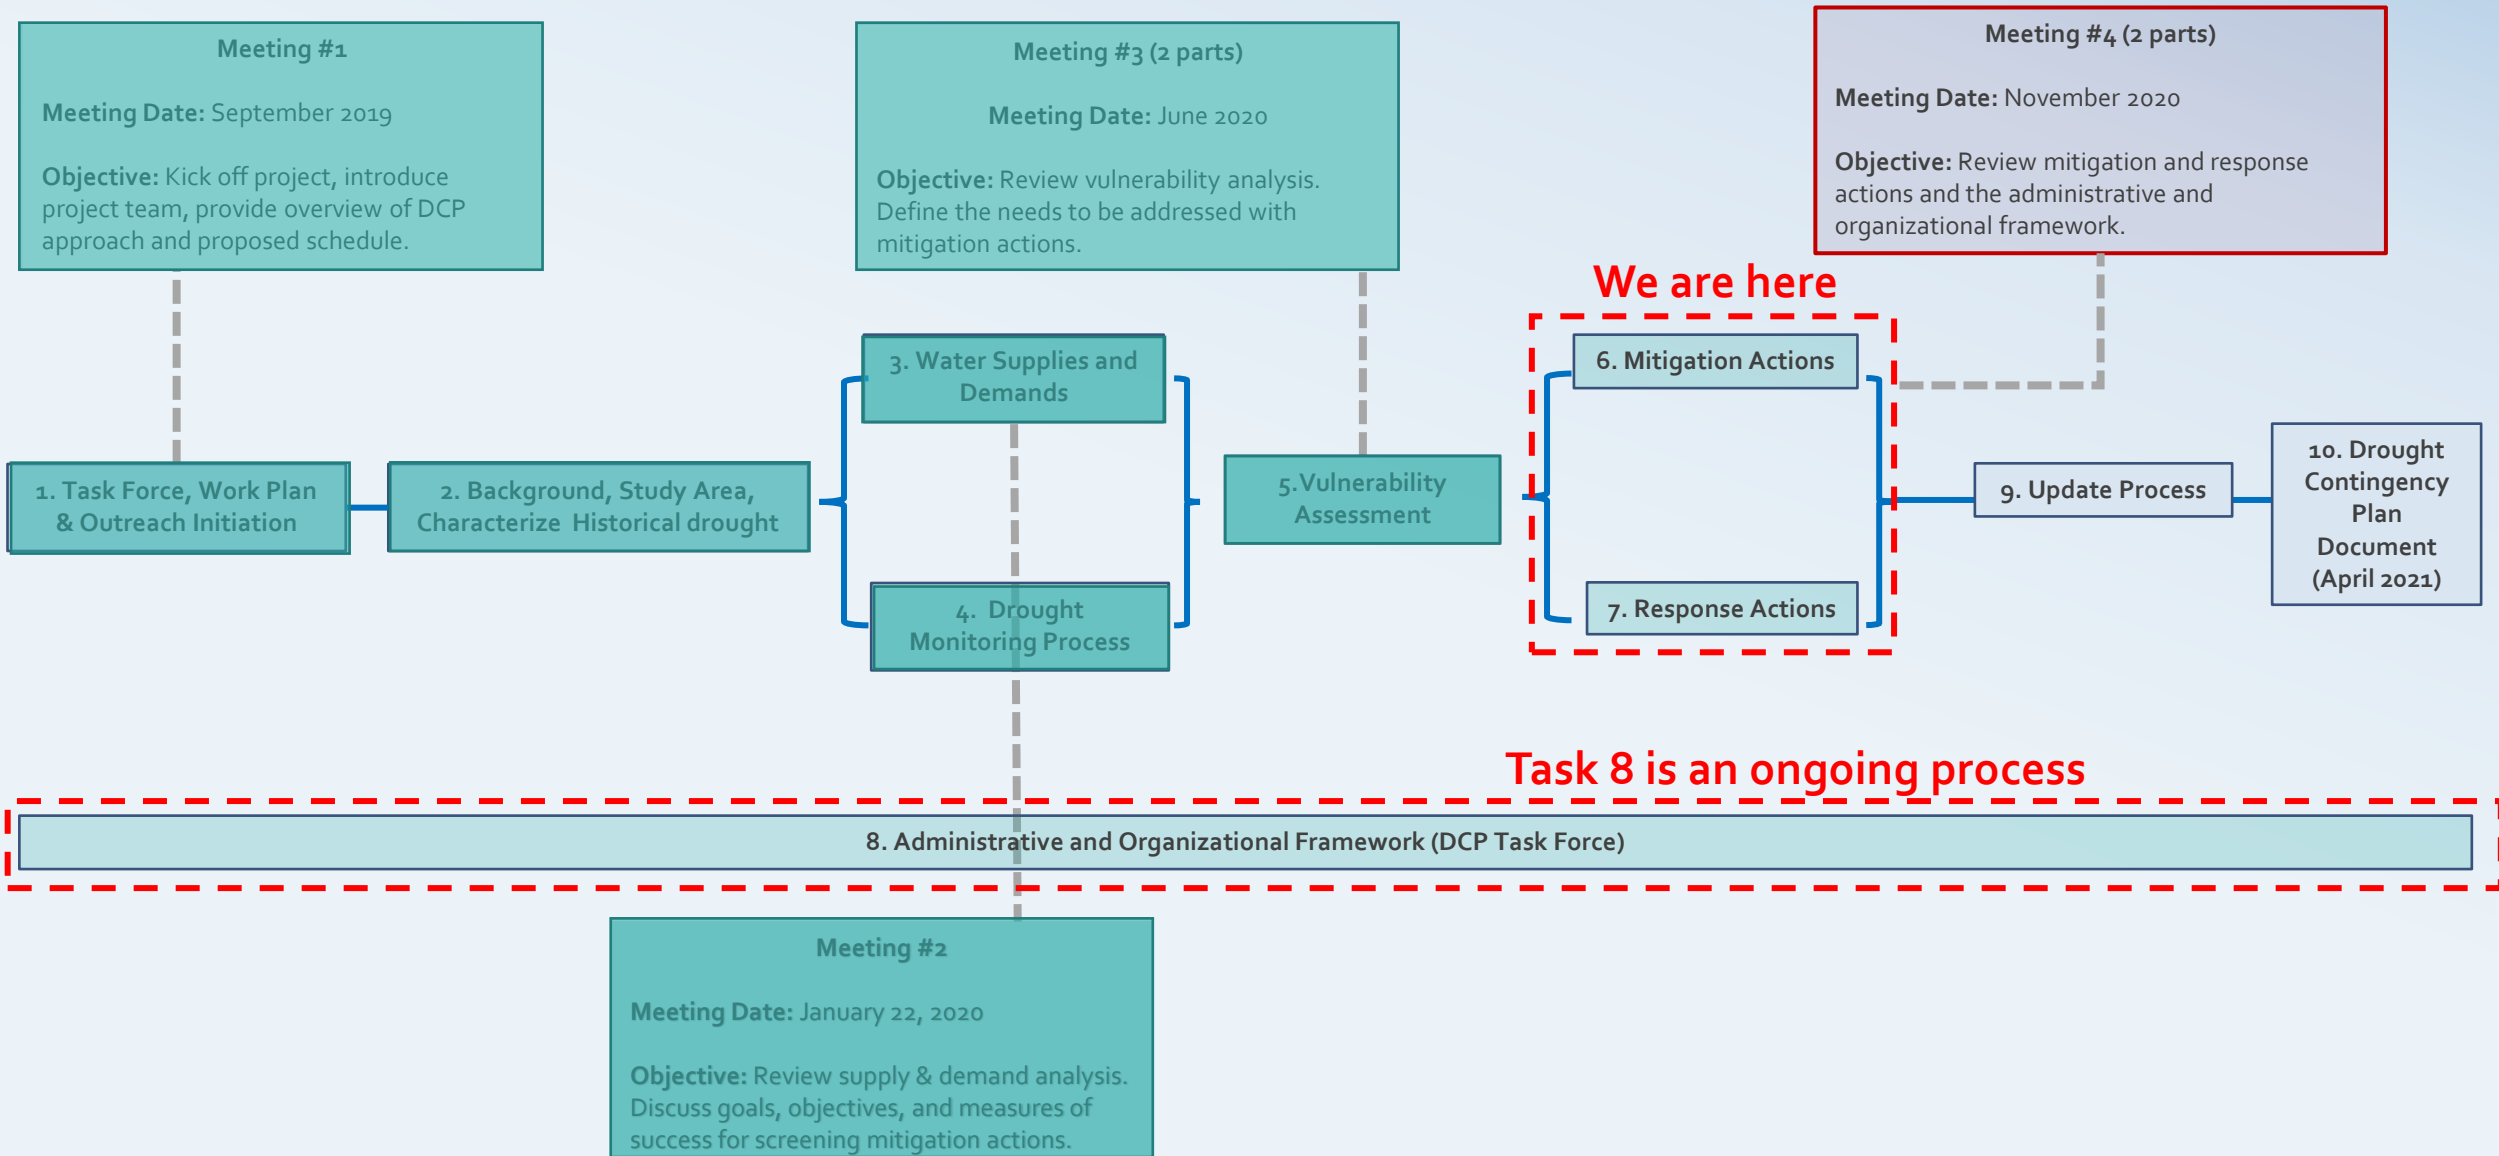 Meeting #1
Meeting Date: September 2019
Objective: Kick off project, introduce
project team, provide overview of DCP
approach and proposed schedule.
Meeting #3 (2 parts)
Meeting Date: June 2020
Objective: Review vulnerability analysis.
Define the needs to be addressed with
mitigation actions.
Meeting #4 (2 parts)
Meeting Date: November 2020
Objective: Review mitigation and response
actions and the administrative and
organizational framework.
We are here
1. Task Force, Work Plan
& Outreach Initiation
2. Background, Study Area,
Characterize Historical drought
3. Water Supplies and
Demands
4. Drought
Monitoring Process
5.Vulnerability
Assessment
6. Mitigation Actions
7. Response Actions
9. Update Process
10. Drought
Contingency
Plan
Document
(April 2021)
Task 8 is an ongoing process
8. Administrative and Organizational Framework (DCP Task Force)
Meeting #2
Meeting Date: January 22, 2020
Objective: Review supply & demand analysis.
Discuss goals, objectives, and measures of
success for screening mitigation actions.